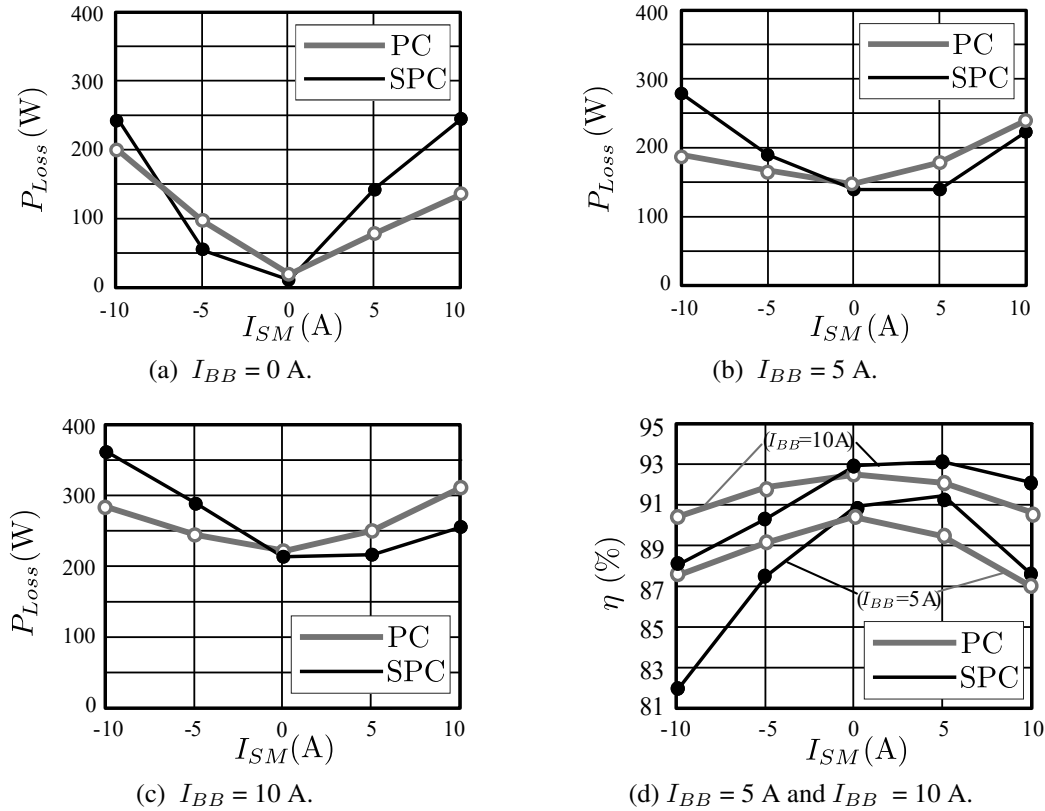 400
300
200
100
0
P_Loss (W)
PC
SPC
-10 -5 0 5 10
I_SM (A)
(a) I_BB = 0 A.
400
300
200
100
0
P_Loss (W)
PC
SPC
-10 -5 0 5 10
I_SM (A)
(b) I_BB = 5 A.
400
300
200
100
0
P_Loss (W)
PC
SPC
-10 -5 0 5 10
I_SM (A)
(c) I_BB = 10 A.
95
93
91
89
87
85
83
81
η (%)
(I_BB=10A)
(I_BB=5A)
PC
SPC
-10 -5 0 5 10
I_SM (A)
(d) I_BB = 5 A and I_BB = 10 A.